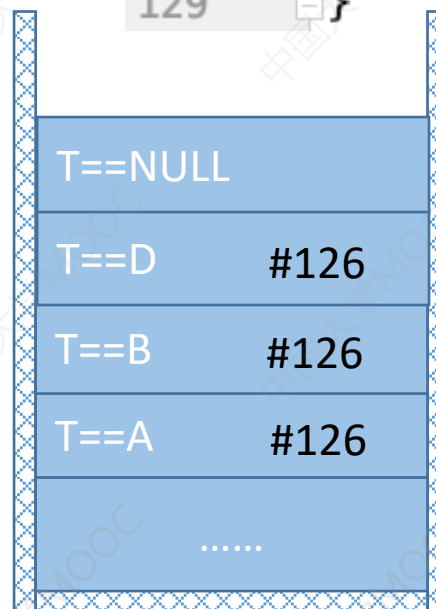 129 }
T==NULL
T==D #126
T==B #126
T==A #126
......